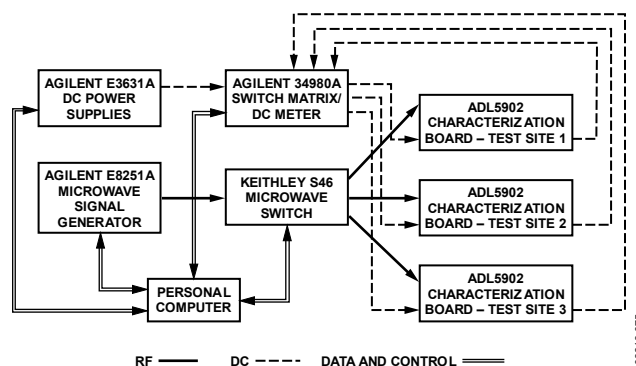 AGILENT E3631A
DC POWER
SUPPLIES
AGILENT 34980A
SWITCH MATRIX/
DC METER
ADL5902
CHARACTERIZATION
BOARD – TEST SITE 1
AGILENT E8251A
MICROWAVE
SIGNAL
GENERATOR
KEITHLEY S46
MICROWAVE
SWITCH
ADL5902
CHARACTERIZATION
BOARD – TEST SITE 2
PERSONAL
COMPUTER
ADL5902
CHARACTERIZATION
BOARD – TEST SITE 3
RF
DC
DATA AND CONTROL